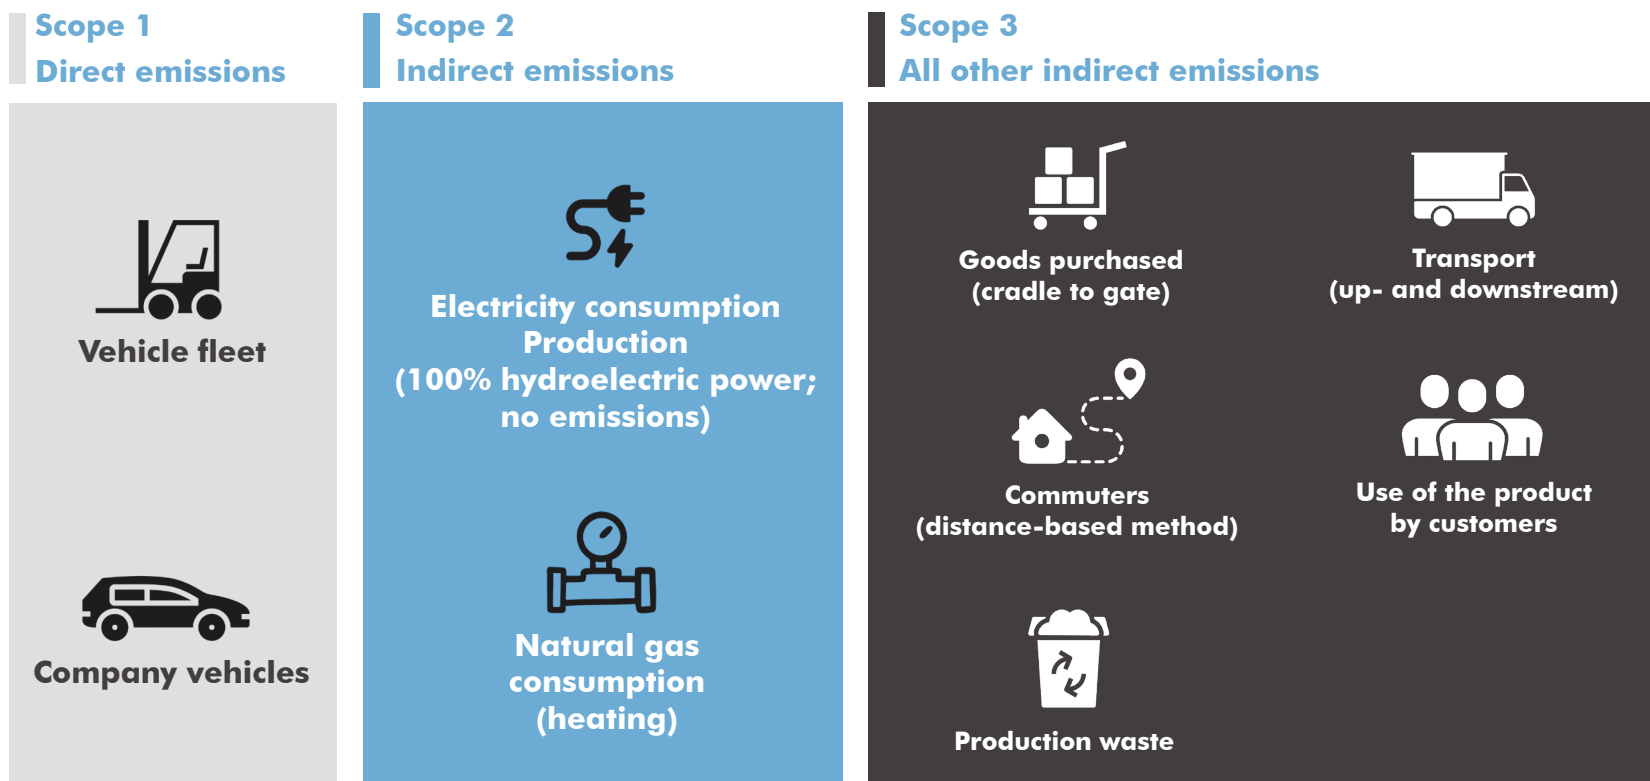 Scope 1
Direct emissions
Vehicle fleet
Company vehicles
Scope 2
Indirect emissions
Electricity consumption
Production
(100% hydroelectric power;
no emissions)
Natural gas
consumption
(heating)
Scope 3
All other indirect emissions
Goods purchased
(cradle to gate)
Transport
(up- and downstream)
Commuters
(distance-based method)
Use of the product
by customers
Production waste